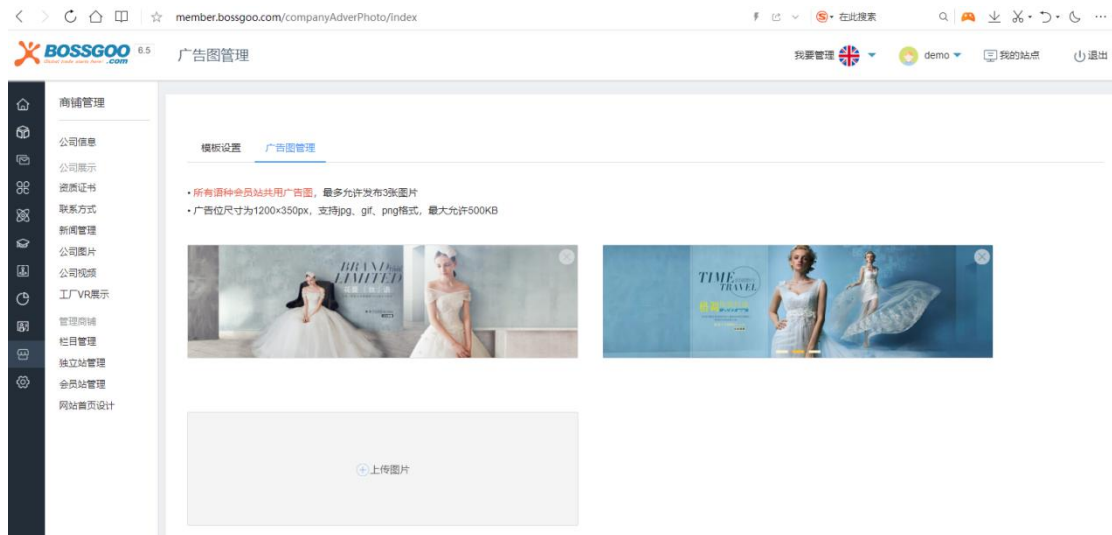 member.bossgoo.com/companyAdverPhoto/index
在此搜索
BOSSGOO 6.5
.com
广告图管理
我要管理
demo
我的站点
退出
商铺管理
公司信息
公司展示
资质证书
联系方式
新闻管理
公司图片
公司视频
工厂VR展示
管理商铺
栏目管理
独立站管理
会员站管理
网站首页设计
模板设置
广告图管理
• 所有语种会员站共用广告图，最多允许发布3张图片
• 广告位尺寸为1200×350px，支持jpg、gif、png格式，最大允许500KB
BRAND
LIMITED
TIME
TRAVEL
上传图片